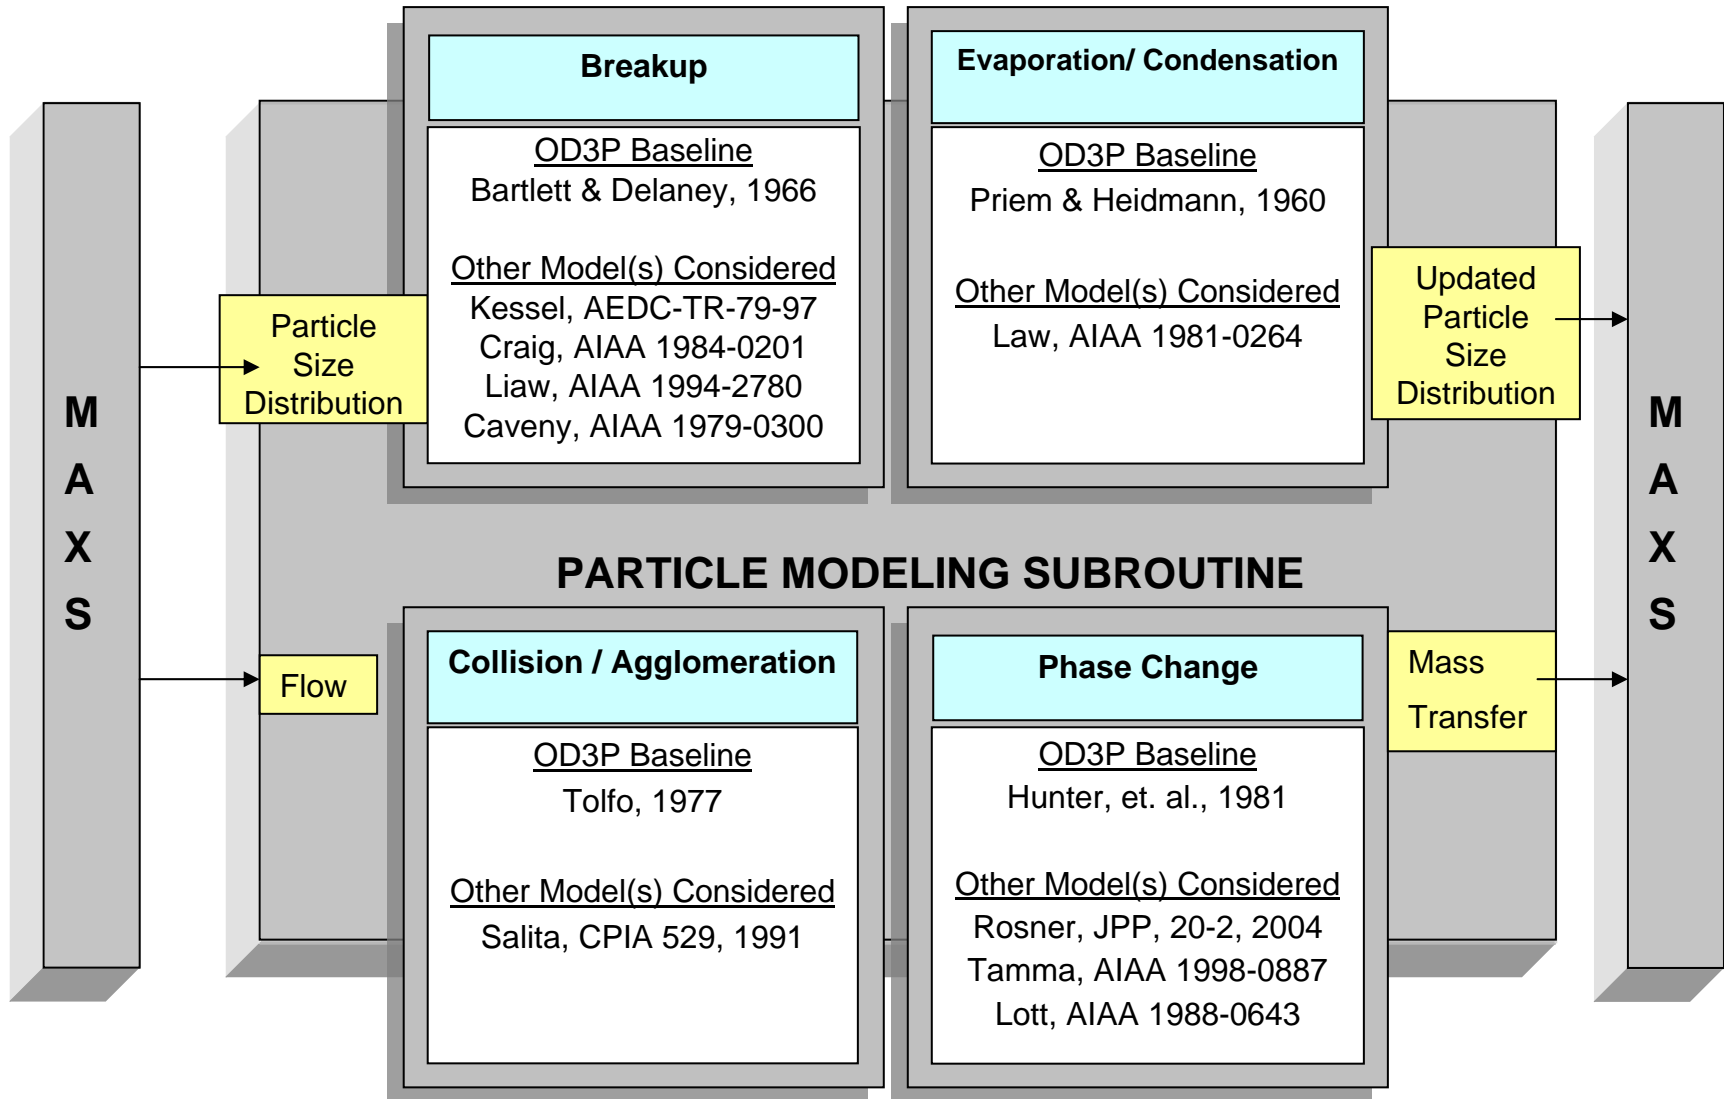 M
A
X
S
Particle
Size
Distribution
Flow
Breakup
OD3P Baseline
Bartlett & Delaney, 1966
Other Model(s) Considered
Kessel, AEDC-TR-79-97
Craig, AIAA 1984-0201
Liaw, AIAA 1994-2780
Caveny, AIAA 1979-0300
Evaporation/ Condensation
OD3P Baseline
Priem & Heidmann, 1960
Other Model(s) Considered
Law, AIAA 1981-0264
PARTICLE MODELING SUBROUTINE
Collision / Agglomeration
OD3P Baseline
Tolfo, 1977
Other Model(s) Considered
Salita, CPIA 529, 1991
Phase Change
OD3P Baseline
Hunter, et. al., 1981
Other Model(s) Considered
Rosner, JPP, 20-2, 2004
Tamma, AIAA 1998-0887
Lott, AIAA 1988-0643
Updated
Particle
Size
Distribution
Mass
Transfer
M
A
X
S